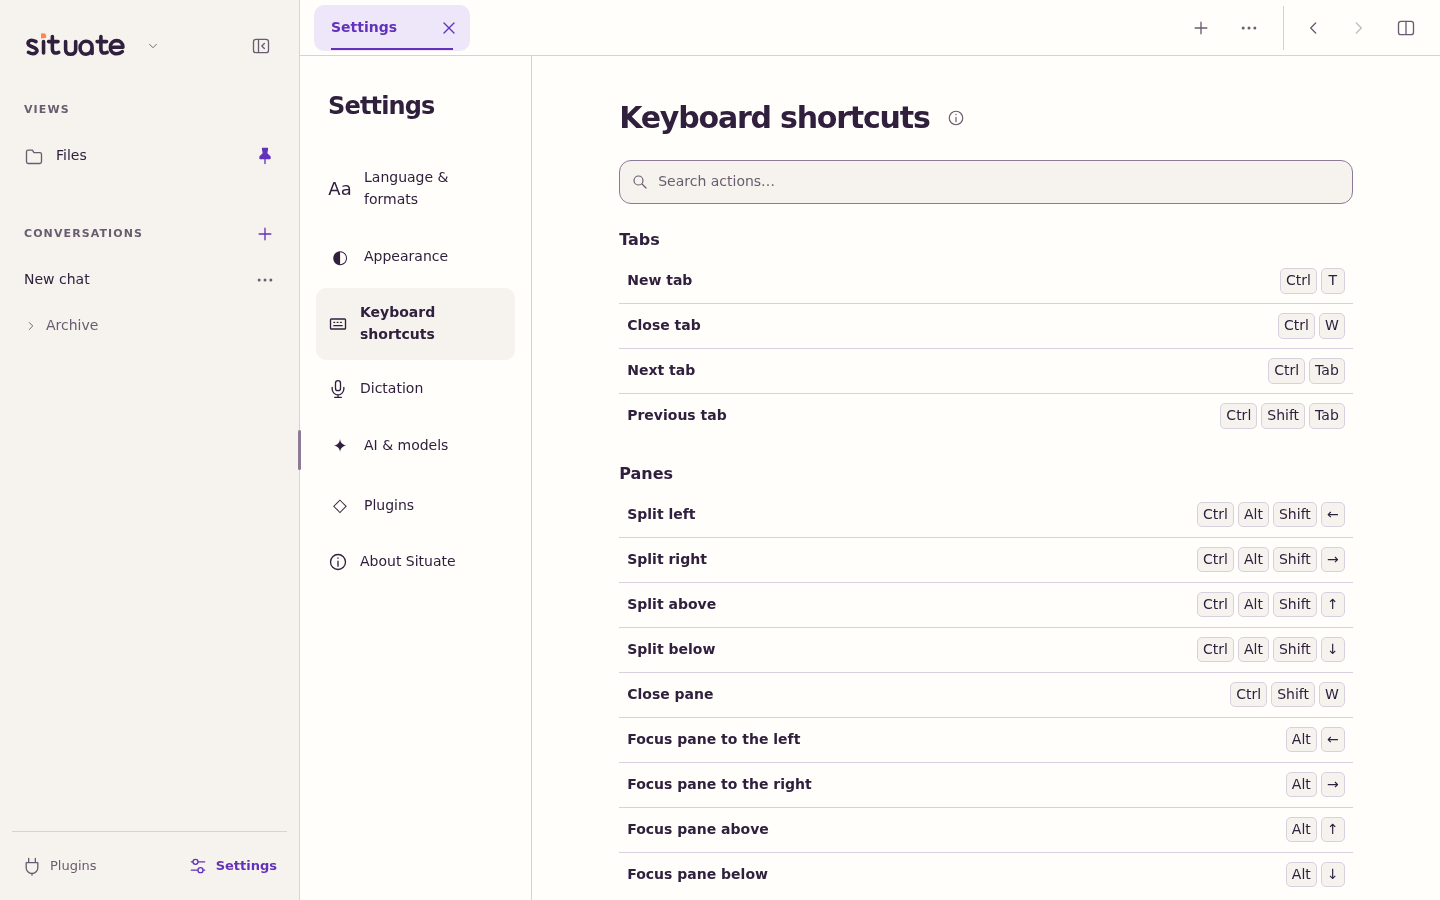 situate
VIEWS
Files
CONVERSATIONS
New chat
Archive
Plugins
Settings
Settings
Settings
Aa
Language &
formats
Appearance
Keyboard
shortcuts
Dictation
AI & models
Plugins
About Situate
Keyboard shortcuts
Search actions…
Tabs
New tab Ctrl T
Close tab Ctrl W
Next tab Ctrl Tab
Previous tab Ctrl Shift Tab
Panes
Split left Ctrl Alt Shift ←
Split right Ctrl Alt Shift →
Split above Ctrl Alt Shift ↑
Split below Ctrl Alt Shift ↓
Close pane Ctrl Shift W
Focus pane to the left Alt ←
Focus pane to the right Alt →
Focus pane above Alt ↑
Focus pane below Alt ↓